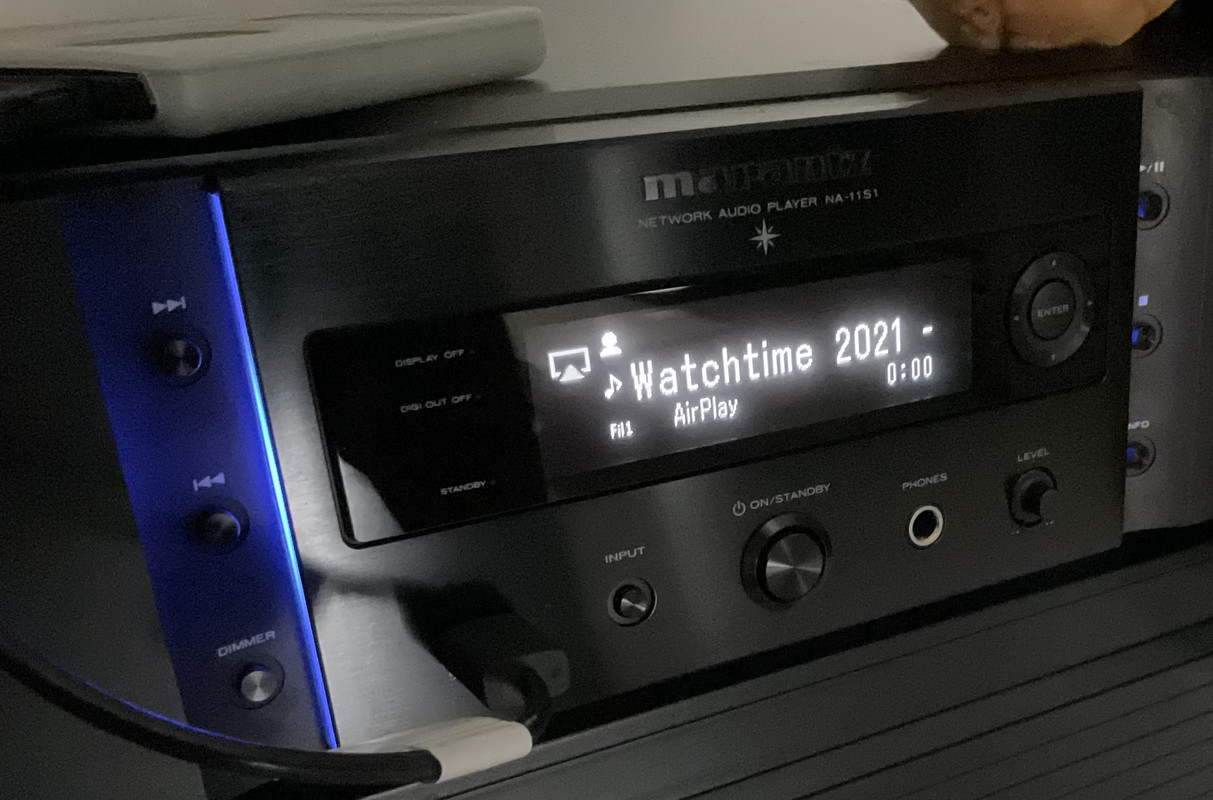 marantz
NETWORK AUDIO PLAYER NA-11S1
DISPLAY OFF
DIGI. OUT OFF
STANDBY
Watchtime 2021 -
0:00
AirPlay
Fil1
ENTER
INPUT
ON/STANDBY
PHONES
LEVEL
DIMMER
INFO